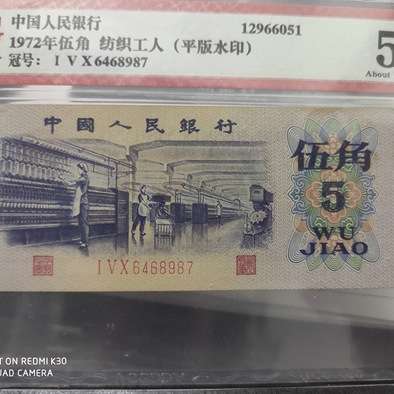 中国人民银行 12966051
1972年伍角 纺织工人（平版水印） 5
冠号： I V X 6468987 About
中國人民銀行
伍角
5
WU
JIAO
I V X 6468987
T ON REDMI K30
UAD CAMERA